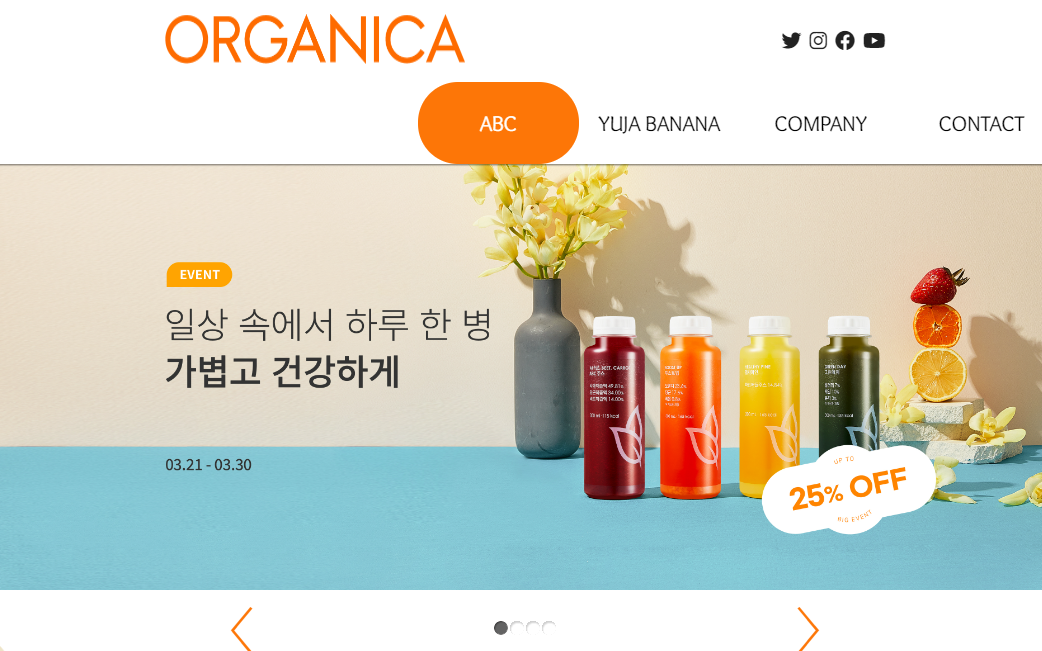 ORGANICA
ABC
YUJA BANANA
COMPANY
CONTACT
EVENT
일상 속에서 하루 한 병
가볍고 건강하게
03.21 - 03.30
UP TO
25% OFF
BIG EVENT